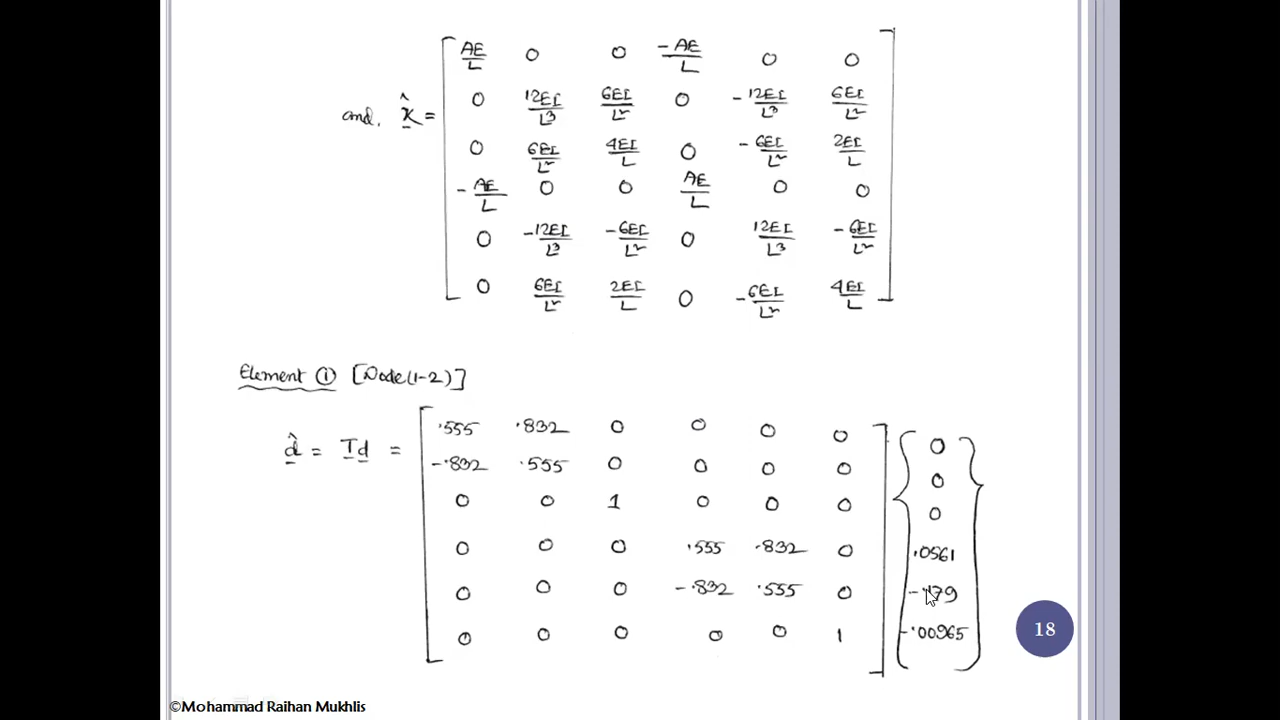 AE/L 0 0 -AE/L 0 0
and, k̂ = 0 12EI/L³ 6EI/L² 0 -12EI/L³ 6EI/L²
0 6EI/L² 4EI/L 0 -6EI/L² 2EI/L
-AE/L 0 0 AE/L 0 0
0 -12EI/L³ -6EI/L² 0 12EI/L³ -6EI/L²
0 6EI/L² 2EI/L 0 -6EI/L² 4EI/L
Element ① [Node(1-2)]
.555 .832 0 0 0 0 0
d̂ = Td = -.832 .555 0 0 0 0 0
0 0 1 0 0 0 0
0 0 0 .555 .832 0 .0561
0 0 0 -.832 .555 0
0 0 0 0 0 1 -.00965
18
©Mohammad Raihan Mukhlis